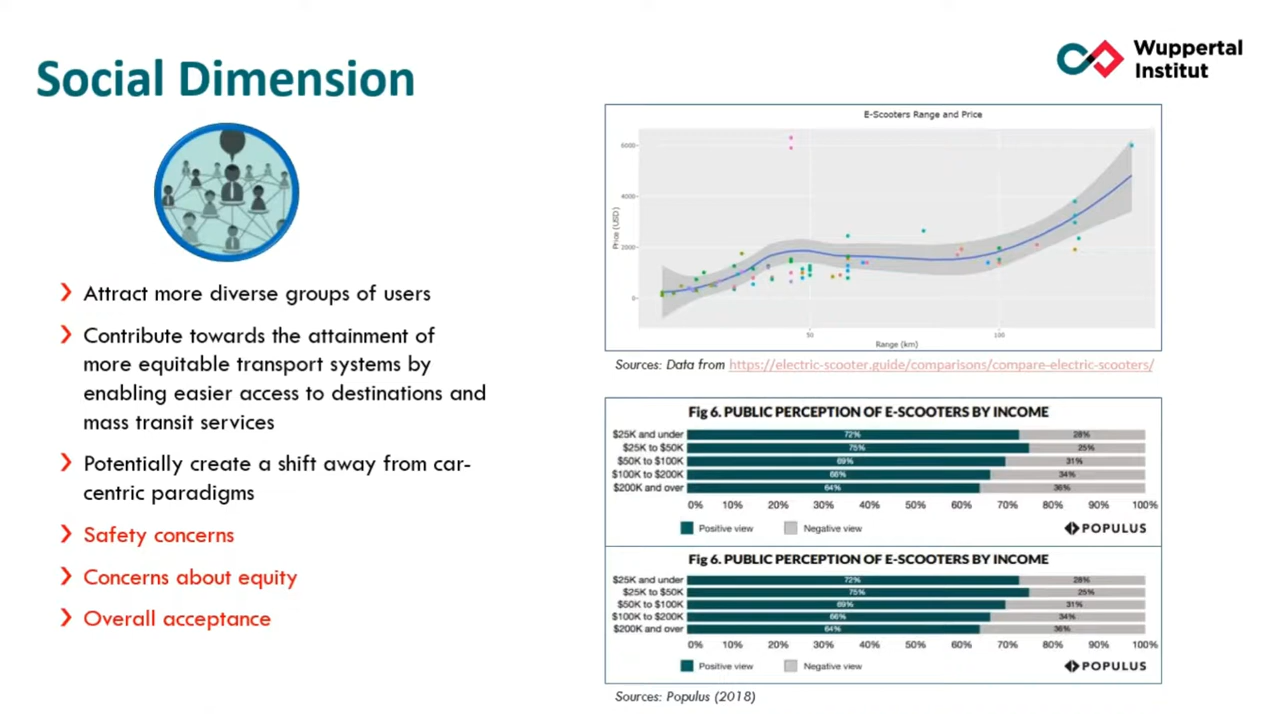 Social Dimension
Wuppertal
Institut
Attract more diverse groups of users
Contribute towards the attainment of
more equitable transport systems by
enabling easier access to destinations and
mass transit services
Potentially create a shift away from car-
centric paradigms
Safety concerns
Concerns about equity
Overall acceptance
E-Scooters Range and Price
Price (USD)
6000
4000
2000
0
50
100
Range (km)
Sources: Data from https://electric-scooter.guide/comparisons/compare-electric-scooters/
Fig 6. PUBLIC PERCEPTION OF E-SCOOTERS BY INCOME
$25K and under 72% 28%
$25K to $50K 75% 25%
$50K to $100K 69% 31%
$100K to $200K 66% 34%
$200K and over 64% 36%
0% 10% 20% 30% 40% 50% 60% 70% 80% 90% 100%
Positive view Negative view POPULUS
Fig 6. PUBLIC PERCEPTION OF E-SCOOTERS BY INCOME
$25K and under 72% 28%
$25K to $50K 75% 25%
$50K to $100K 69% 31%
$100K to $200K 66% 34%
$200K and over 64% 36%
0% 10% 20% 30% 40% 50% 60% 70% 80% 90% 100%
Positive view Negative view POPULUS
Sources: Populus (2018)